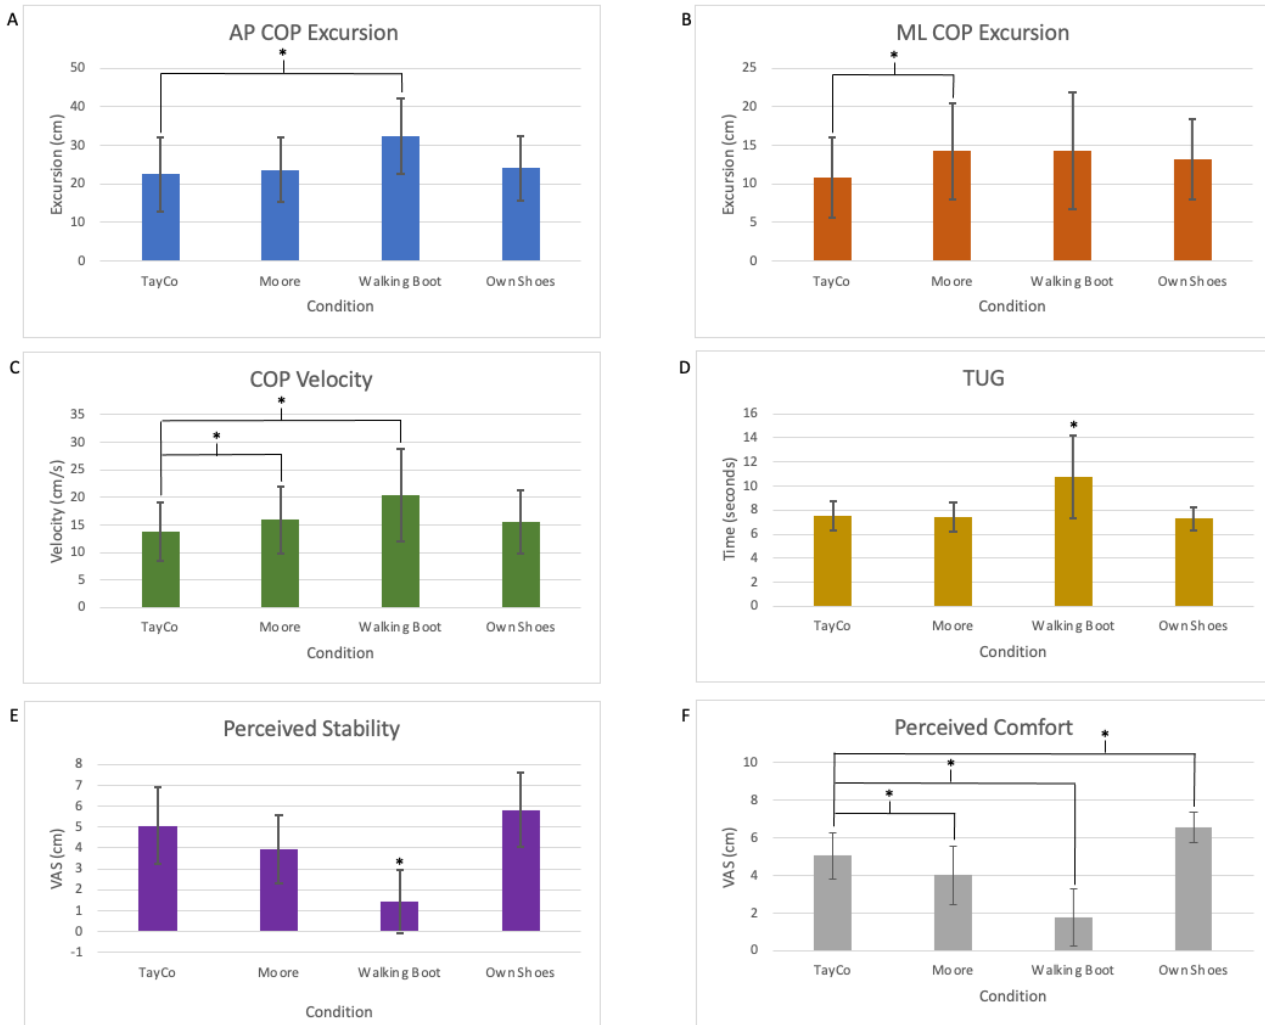 A
AP COP Excursion
*
50
40
30
20
10
0
Excursion (cm)
TayCo
Moore
Walking Boot
Own Shoes
Condition
B
ML COP Excursion
*
25
20
15
10
5
0
Excursion (cm)
TayCo
Moore
Walking Boot
Own Shoes
Condition
C
COP Velocity
*
*
35
30
25
20
15
10
5
0
Velocity (cm/s)
TayCo
Moore
Walking Boot
Own Shoes
Condition
D
TUG
*
16
14
12
10
8
6
4
2
0
Time (seconds)
TayCo
Moore
Walking Boot
Own Shoes
Condition
E
Perceived Stability
*
8
7
6
5
4
3
2
1
0
-1
VAS (cm)
TayCo
Moore
Walking Boot
Own Shoes
Condition
F
Perceived Comfort
*
*
*
10
8
6
4
2
0
VAS (cm)
TayCo
Moore
Walking Boot
Own Shoes
Condition